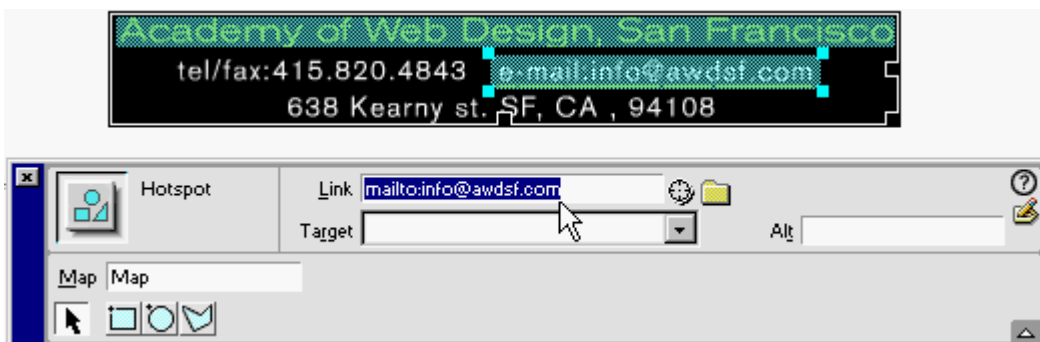 Academy of Web Design, San Francisco
tel/fax:415.820.4843 e-mail:info@awdsf.com
638 Kearny st. SF, CA , 94108
Hotspot Link mailto:info@awdsf.com
Target Alt
Map Map